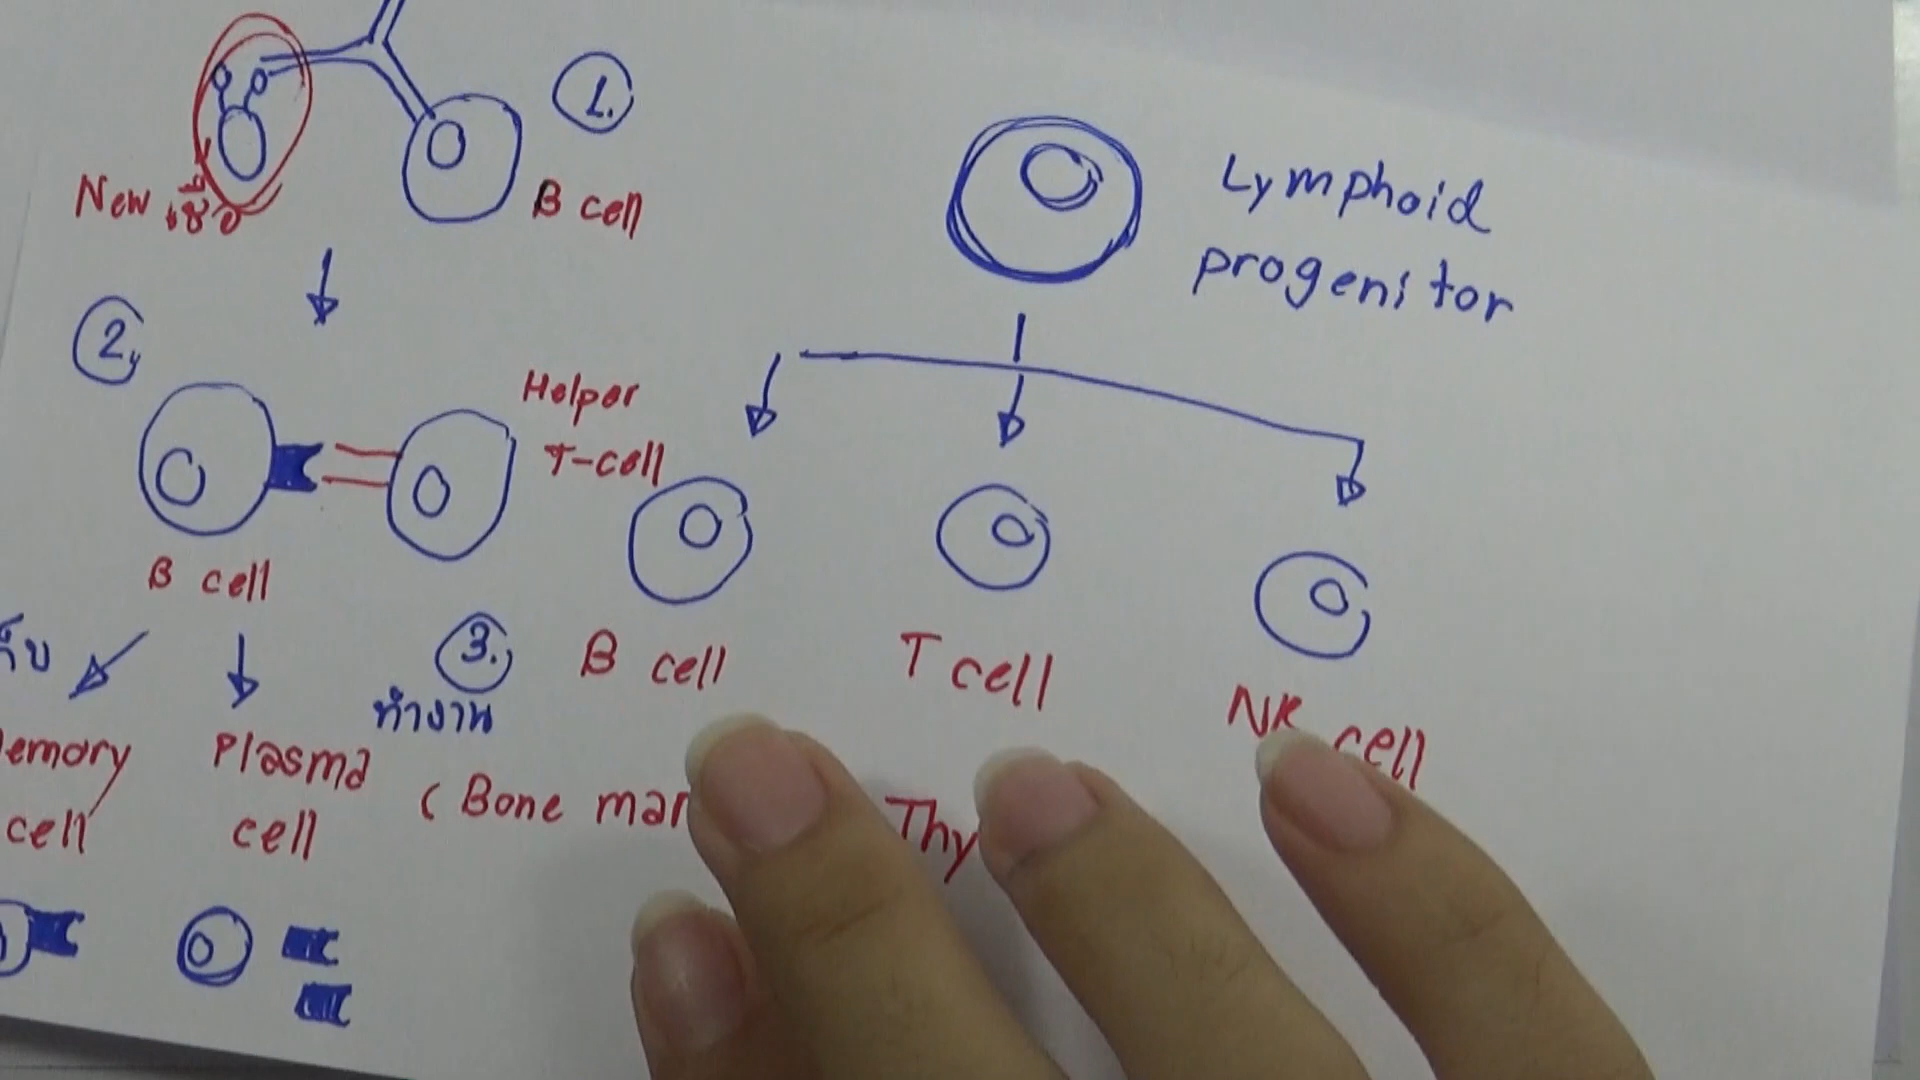 1.
New เชื้อ
B cell
2.
Helper
T-cell
B cell
3.
ทำงาน
cell
Plasma
cell
Lymphoid
progenitor
B cell
T cell
NK cell
(Bone mar
Thy